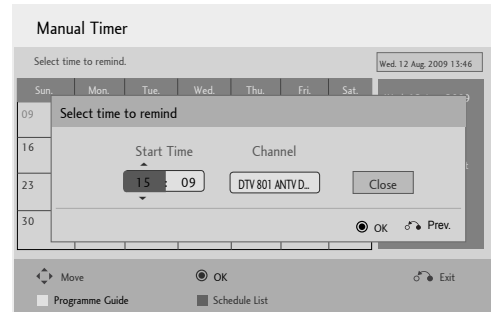 Manual Timer
Select time to remind.
Wed. 12 Aug. 2009 13:46
Sun. Mon. Tue. Wed. Thu. Fri. Sat.
09
Select time to remind
16
Start Time Channel
23
15 : 09 DTV 801 ANTV D... Close
30
OK Prev.
Move OK Exit
Programme Guide Schedule List